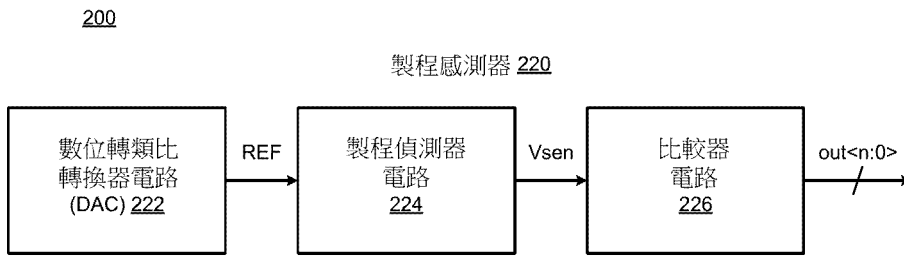 200
製程感測器 220
數位轉類比
轉換器電路
(DAC) 222
REF
製程偵測器
電路
224
Vsen
比較器
電路
226
out<n:0>